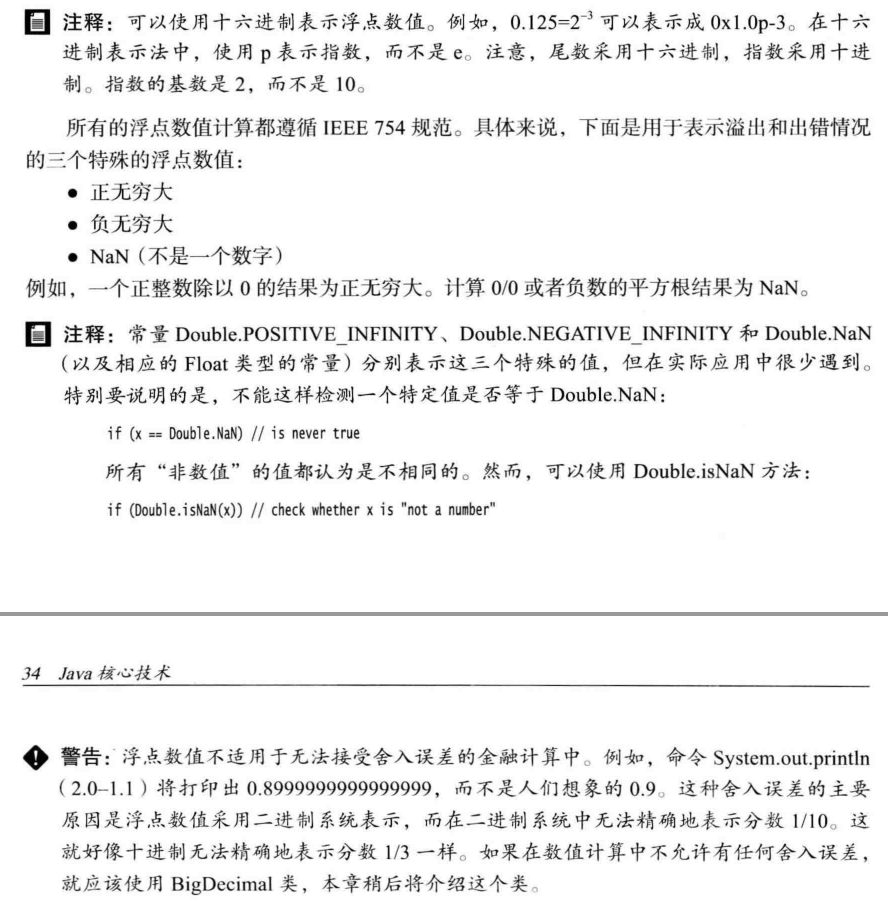 注释：可以使用十六进制表示浮点数值。例如，0.125=2⁻³ 可以表示成 0x1.0p-3。在十六
进制表示法中，使用 p 表示指数，而不是 e。注意，尾数采用十六进制，指数采用十进
制。指数的基数是 2，而不是 10。
所有的浮点数值计算都遵循 IEEE 754 规范。具体来说，下面是用于表示溢出和出错情况
的三个特殊的浮点数值：
● 正无穷大
● 负无穷大
● NaN（不是一个数字）
例如，一个正整数除以 0 的结果为正无穷大。计算 0/0 或者负数的平方根结果为 NaN。
注释：常量 Double.POSITIVE_INFINITY、Double.NEGATIVE_INFINITY 和 Double.NaN
（以及相应的 Float 类型的常量）分别表示这三个特殊的值，但在实际应用中很少遇到。
特别要说明的是，不能这样检测一个特定值是否等于 Double.NaN：
if (x == Double.NaN) // is never true
所有“非数值”的值都认为是不相同的。然而，可以使用 Double.isNaN 方法：
if (Double.isNaN(x)) // check whether x is "not a number"
34 Java 核心技术
警告：浮点数值不适用于无法接受舍入误差的金融计算中。例如，命令 System.out.println
（2.0–1.1）将打印出 0.8999999999999999，而不是人们想象的 0.9。这种舍入误差的主要
原因是浮点数值采用二进制系统表示，而在二进制系统中无法精确地表示分数 1/10。这
就好像十进制无法精确地表示分数 1/3 一样。如果在数值计算中不允许有任何舍入误差，
就应该使用 BigDecimal 类，本章稍后将介绍这个类。